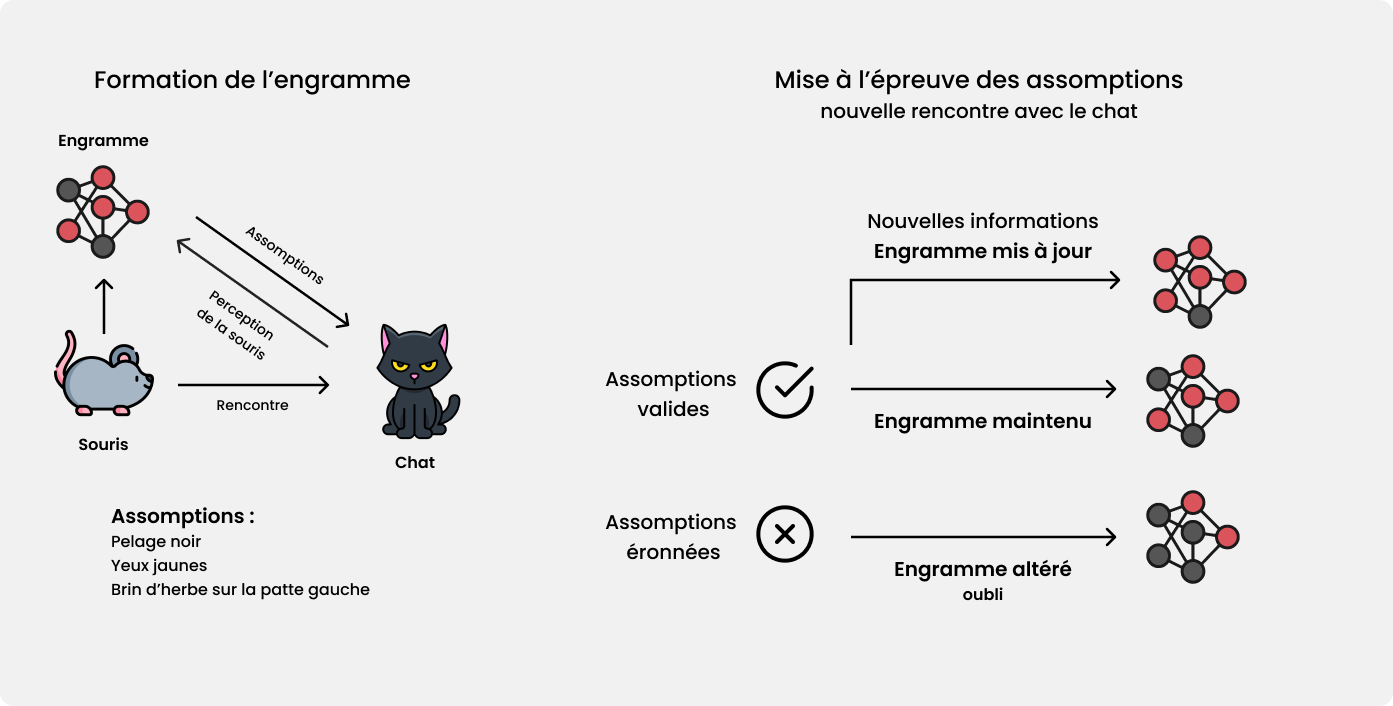 Formation de l’engramme
Engramme
Assomptions
Perception
de la souris
Rencontre
Souris
Chat
Assomptions :
Pelage noir
Yeux jaunes
Brin d’herbe sur la patte gauche
Mise à l’épreuve des assomptions
nouvelle rencontre avec le chat
Nouvelles informations
Engramme mis à jour
Assomptions
valides
Engramme maintenu
Assomptions
éronnées
Engramme altéré
oubli